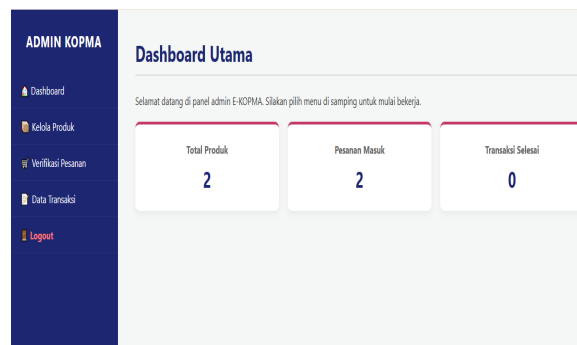 ADMIN KOPMA
Dashboard
Kelola Produk
Verifikasi Pesanan
Data Transaksi
Logout
Dashboard Utama
Selamat datang di panel admin E-KOPMA. Silakan pilih menu di samping untuk mulai bekerja.
Total Produk
2
Pesanan Masuk
2
Transaksi Selesai
0